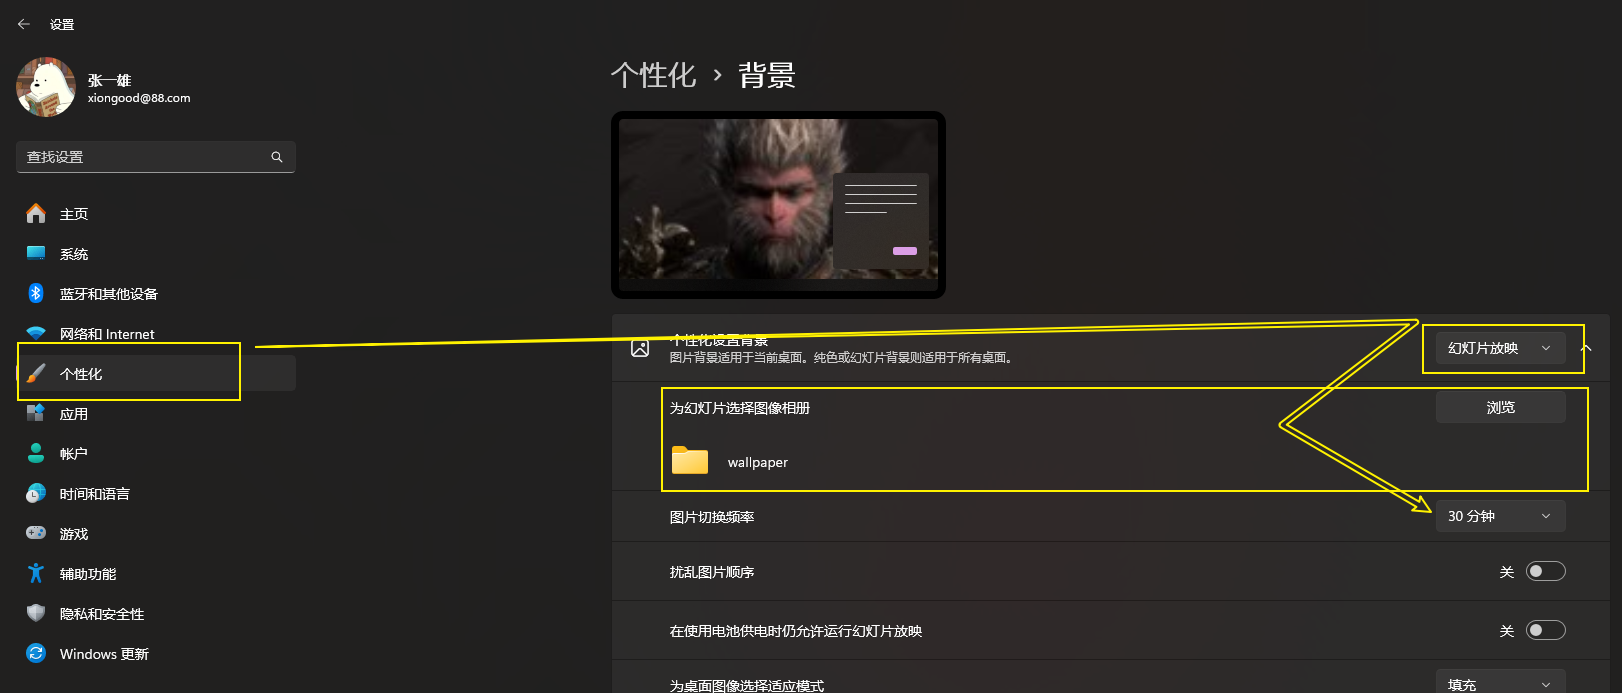 设置
张一雄
xiongood@88.com
查找设置
主页
系统
蓝牙和其他设备
网络和 Internet
个性化
应用
帐户
时间和语言
游戏
辅助功能
隐私和安全性
Windows 更新
个性化 › 背景
个性化设置背景
图片背景适用于当前桌面。纯色或幻灯片背景则适用于所有桌面。
幻灯片放映
为幻灯片选择图像相册
浏览
wallpaper
图片切换频率
30 分钟
扰乱图片顺序
关
在使用电池供电时仍允许运行幻灯片放映
关
为桌面图像选择适应模式
填充